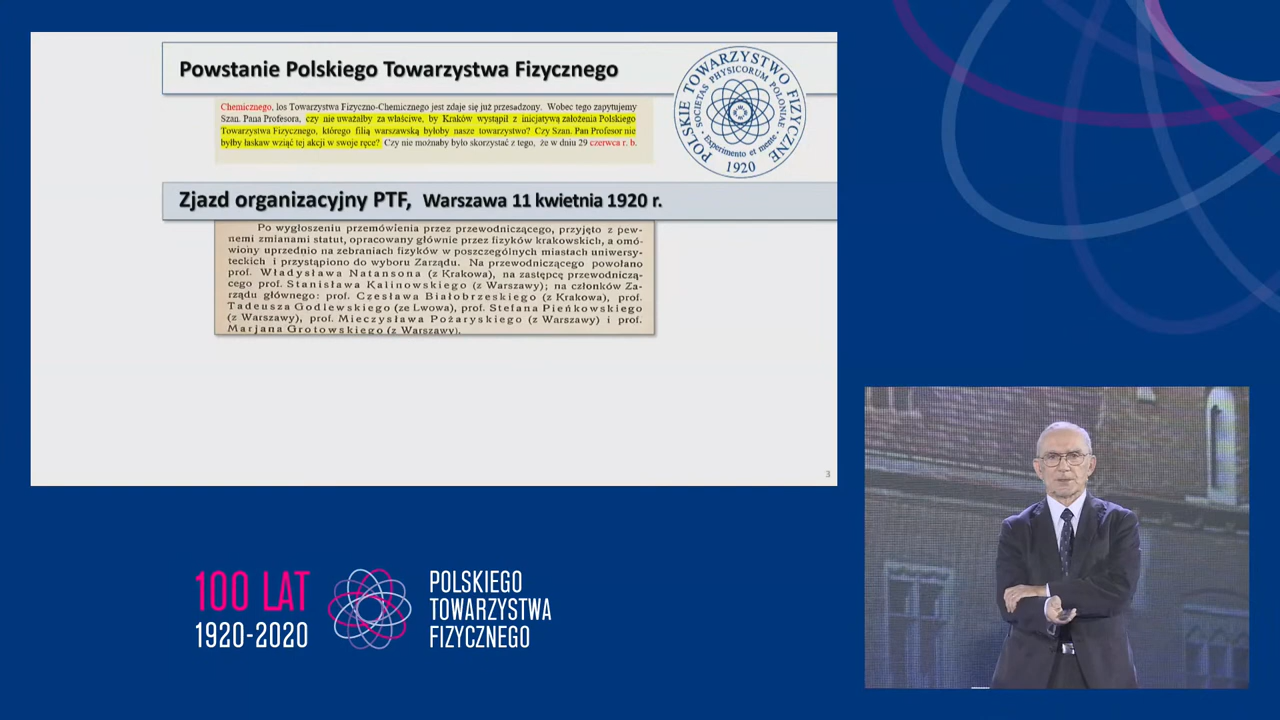 Powstanie Polskiego Towarzystwa Fizycznego
Chemicznego, los Towarzystwa Fizyczno-Chemicznego jest zdaje się już przesądzony. Wobec tego zapytujemy
Szan. Pana Profesora, czy nie uważałby za właściwe, by Kraków wystąpił z inicjatywą założenia Polskiego
Towarzystwa Fizycznego, którego filią warszawską byłoby nasze towarzystwo? Czy Szan. Pan Profesor nie
byłby łaskaw wziąć tej akcji w swoje ręce? Czy nie możnaby było skorzystać z tego, że w dniu 29 czerwca r. b.
POLSKIE TOWARZYSTWO FIZYCZNE
SOCIETAS PHYSICORUM POLONIAE
Experimento et mente
1920
Zjazd organizacyjny PTF, Warszawa 11 kwietnia 1920 r.
Po wygłoszeniu przemówienia przez przewodniczącego, przyjęto z pew-
nemi zmianami statut, opracowany głównie przez fizyków krakowskich, a omó-
wiony uprzednio na zebraniach fizyków w poszczególnych miastach uniwersy-
teckich i przystąpiono do wyboru Zarządu. Na przewodniczącego powołano
prof. Władysława Natansona (z Krakowa), na zastępcę przewodniczą-
cego prof. Stanisława Kalinowskiego (z Warszawy); na członków Za-
rządu głównego: prof. Czesława Białobrzeskiego (z Krakowa), prof.
Tadeusza Godlewskiego (ze Lwowa), prof. Stefana Pieńkowskiego
(z Warszawy), prof. Mieczysława Pożaryskiego (z Warszawy) i prof.
Marjana Grotowskiego (z Warszawy).
3
100 LAT
1920-2020
POLSKIEGO
TOWARZYSTWA
FIZYCZNEGO